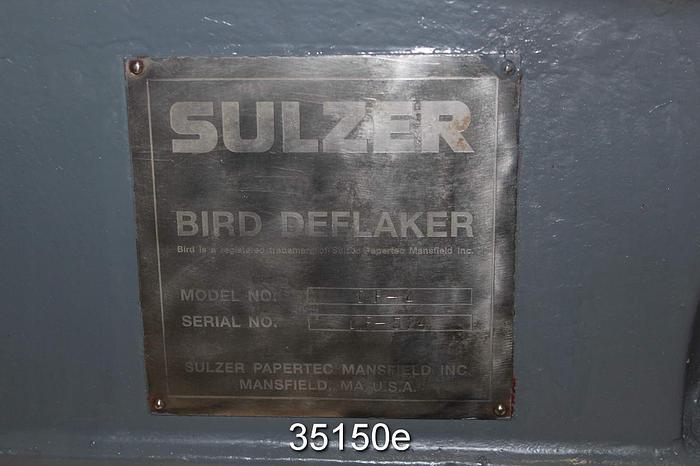 SULZER
BIRD DEFLAKER
Bird is a registered trademark of Sulzer Papertec Mansfield Inc.
MODEL NO.
SERIAL NO.
SULZER PAPERTEC MANSFIELD INC.
MANSFIELD, MA U.S.A.
35150e